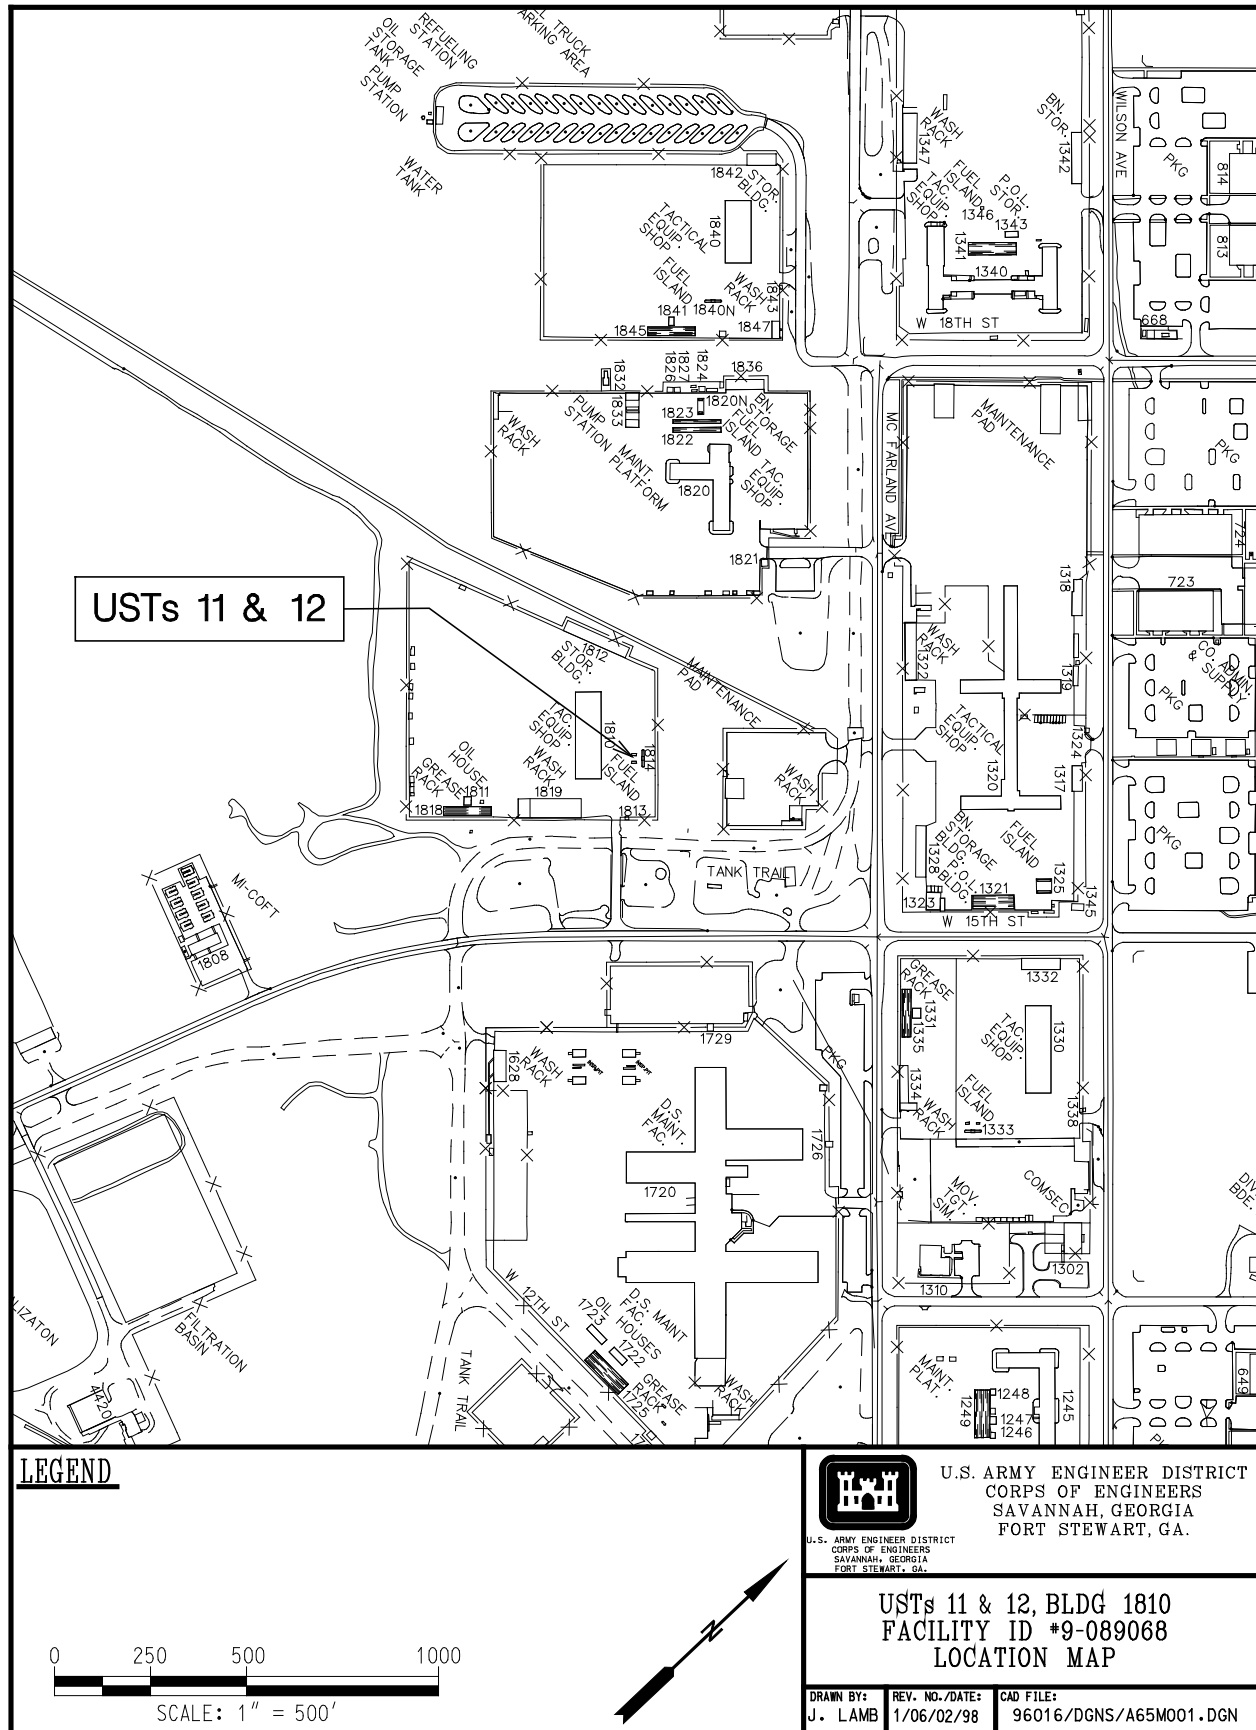 OIL
STORAGE
TANK
REFUELING
STATION
PUMP
STATION
TRUCK
WATER
TANK
1842
STOR.
BLDG.
TACTICAL
EQUIP.
SHOP
1840
FUEL
ISLAND
WASH
RACK
1843
1841
1840N
1845
1847
WASH
RACK
1347
BN.
STOR.
1342
FUEL
ISLAND
1346
P.O.L.
STOR.
1343
TAC.
EQUIP.
SHOP
1341
1340
W 18TH ST
WILSON AVE
PKG
814
813
668
1832
1833
1826
1827
1824
1836
1820N
1823
1822
BN.
STORAGE
FUEL
ISLAND
TAC.
EQUIP.
SHOP
PUMP
STATION
MAINT.
PLATFORM
WASH
RACK
1820
1821
MC FARLAND AV
MAINTENANCE
PAD
PKG
724
723
1318
1319
WASH
RACK
1322
CO. ADMIN.
& SUPPLY
PKG
USTs 11 & 12
1812
STOR.
BLDG.
MAINTENANCE
PAD
TAC.
EQUIP.
SHOP
1810
FUEL
ISLAND
1814
OIL
HOUSE
GREASE
RACK
1811
1818
WASH
RACK
1819
1813
WASH
RACK
TACTICAL
EQUIP.
SHOP
1320
1324
1317
BN.
STORAGE
BLDG.
P.O.L.
BLDG.
1328
FUEL
ISLAND
1325
1323
1321
1345
PKG
W 15TH ST
TANK TRAIL
MI-COFT
1808
1729
PKG
GREASE
RACK
1331
1335
1332
TAC.
EQUIP.
SHOP
1330
1334
WASH
RACK
FUEL
ISLAND
1333
1338
WASH
RACK
1628
D.S.
MAINT.
FAC.
1726
1720
MOV.
TGT.
SIM.
COMSEC
1302
1310
DIV
BDE.
W 12TH ST
OIL
HOUSES
1723
1722
D.S. MAINT
FAC.
GREASE
RACK
1725
WASH
RACK
FILTRATION
BASIN
4420
TANK TRAIL
MAINT.
PLAT.
1248
1247
1246
1249
1245
649
LEGEND
0 250 500 1000
SCALE: 1" = 500'
N
U.S. ARMY ENGINEER DISTRICT
CORPS OF ENGINEERS
SAVANNAH, GEORGIA
FORT STEWART, GA.
U.S. ARMY ENGINEER DISTRICT
CORPS OF ENGINEERS
SAVANNAH, GEORGIA
FORT STEWART, GA.
USTs 11 & 12, BLDG 1810
FACILITY ID #9-089068
LOCATION MAP
DRAWN BY:
J. LAMB
REV. NO./DATE:
1/06/02/98
CAD FILE:
96016/DGNS/A65M001.DGN